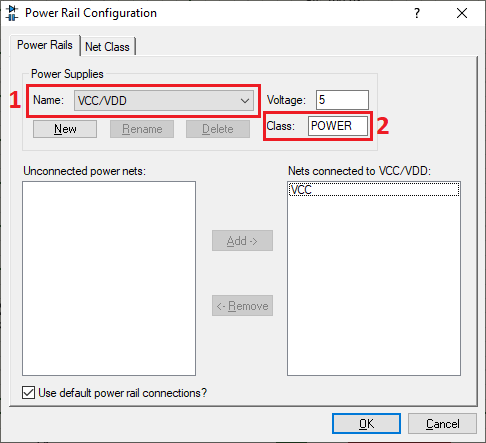 Power Rail Configuration ? ×
Power Rails Net Class
Power Supplies
1 Name: VCC/VDD Voltage: 5
New Rename Delete Class: POWER 2
Unconnected power nets: Nets connected to VCC/VDD:
VCC
Add ->
<- Remove
Use default power rail connections?
OK Cancel